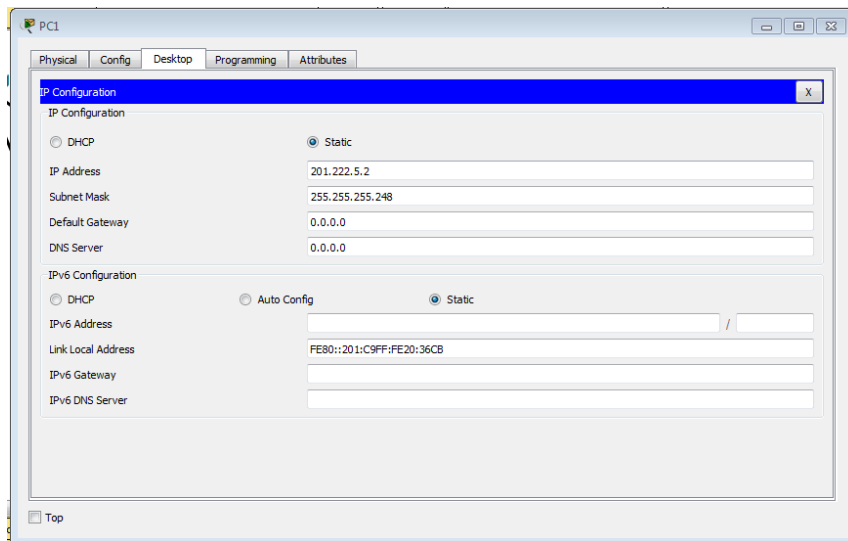 PC1
Physical Config Desktop Programming Attributes
IP Configuration X
IP Configuration
DHCP Static
IP Address 201.222.5.2
Subnet Mask 255.255.255.248
Default Gateway 0.0.0.0
DNS Server 0.0.0.0
IPv6 Configuration
DHCP Auto Config Static
IPv6 Address /
Link Local Address FE80::201:C9FF:FE20:36CB
IPv6 Gateway
IPv6 DNS Server
Top